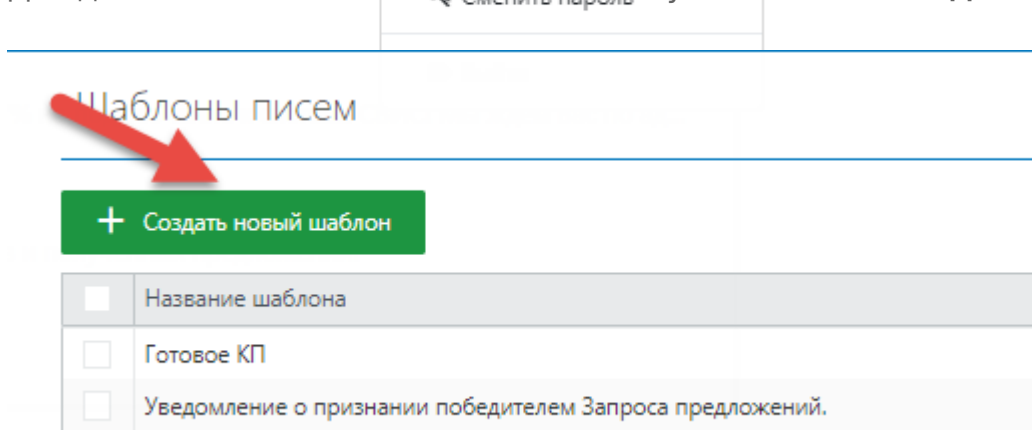 Сменить пароль
Шаблоны писем
+ Создать новый шаблон
Название шаблона
Готовое КП
Уведомление о признании победителем Запроса предложений.